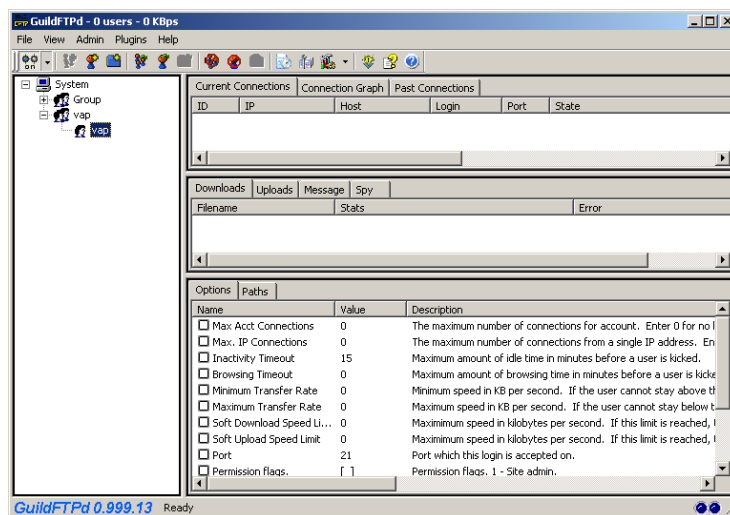 GuildFTPd - 0 users - 0 KBps
File View Admin Plugins Help
on
System
Group
vap
vap
Current Connections Connection Graph Past Connections
ID IP Host Login Port State
Downloads Uploads Message Spy
Filename Stats Error
Options Paths
Name Value Description
Max Acct Connections 0 The maximum number of connections for account. Enter 0 for no l
Max. IP Connections 0 The maximum number of connections from a single IP address. En
Inactivity Timeout 15 Maximum amount of idle time in minutes before a user is kicked.
Browsing Timeout 0 Maximum amount of browsing time in minutes before a user is kicke
Minimum Transfer Rate 0 Minimum speed in KB per second. If the user cannot stay above th
Maximum Transfer Rate 0 Maximum speed in KB per second. If the user cannot stay below t
Soft Download Speed Li... 0 Maximimum speed in kilobytes per second. If this limit is reached,
Soft Upload Speed Limit 0 Maximimum speed in kilobytes per second. If this limit is reached,
Port 21 Port which this login is accepted on.
Permission flags. [ ] Permission flags. 1 - Site admin.
GuildFTPd 0.999.13 Ready